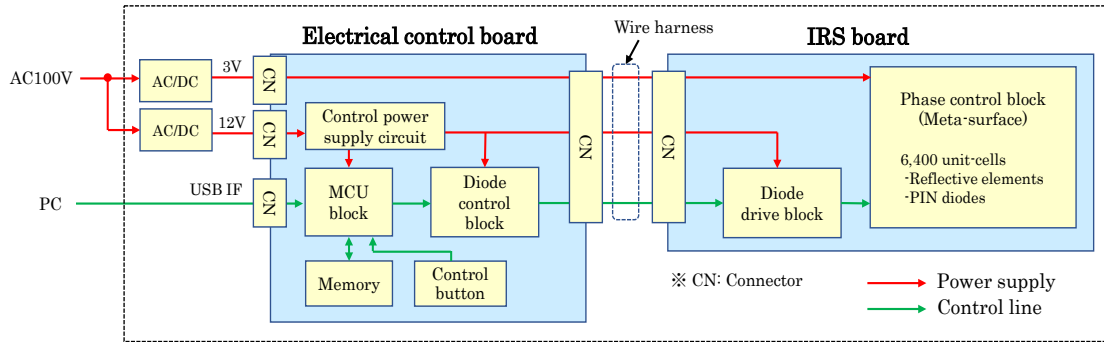 Electrical control board
Wire harness
IRS board
AC100V
AC/DC
3V
CN
AC/DC
12V
CN
Control power
supply circuit
CN
CN
Phase control block
(Meta-surface)
6,400 unit-cells
-Reflective elements
-PIN diodes
PC
USB IF
CN
MCU
block
Diode
control
block
Diode
drive block
Memory
Control
button
※ CN: Connector
Power supply
Control line